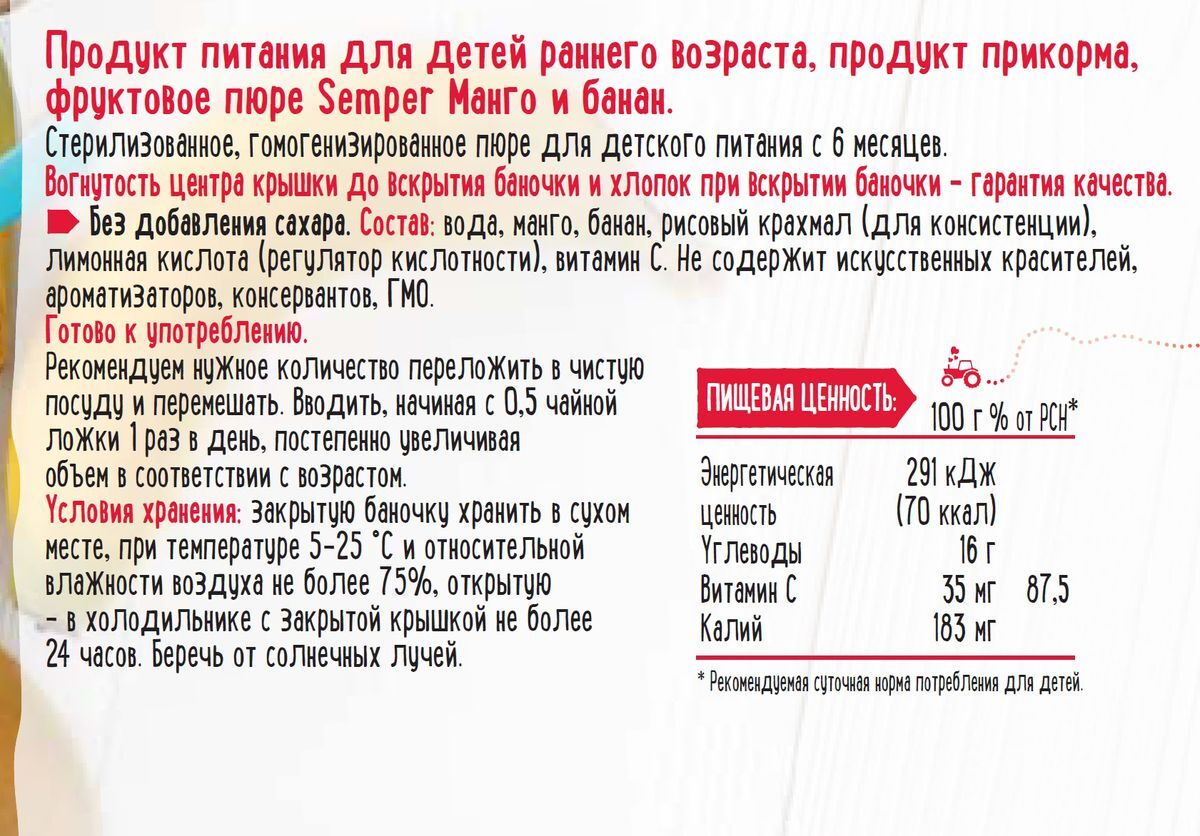 Продукт питания для детей раннего возраста, продукт прикорма,
фруктовое пюре Semper Манго и банан.
Стерилизованное, гомогенизированное пюре для детского питания с 6 месяцев.
Вогнутость центра крышки до вскрытия баночки и хлопок при вскрытии баночки – гарантия качества.
Без добавления сахара. Состав: вода, манго, банан, рисовый крахмал (для консистенции),
лимонная кислота (регулятор кислотности), витамин С. Не содержит искусственных красителей,
ароматизаторов, консервантов, ГМО.
Готово к употреблению.
Рекомендуем нужное количество переложить в чистую
посуду и перемешать. Вводить, начиная с 0,5 чайной
ложки 1 раз в день, постепенно увеличивая
объем в соответствии с возрастом.
Условия хранения: закрытую баночку хранить в сухом
месте, при температуре 5-25 °С и относительной
влажности воздуха не более 75%, открытую
– в холодильнике с закрытой крышкой не более
24 часов. Беречь от солнечных лучей.
ПИЩЕВАЯ ЦЕННОСТЬ:
100 г % от РСН*
Энергетическая 291 кДж
ценность (70 ккал)
Углеводы 16 г
Витамин С 35 мг 87,5
Калий 183 мг
* Рекомендуемая суточная норма потребления для детей.